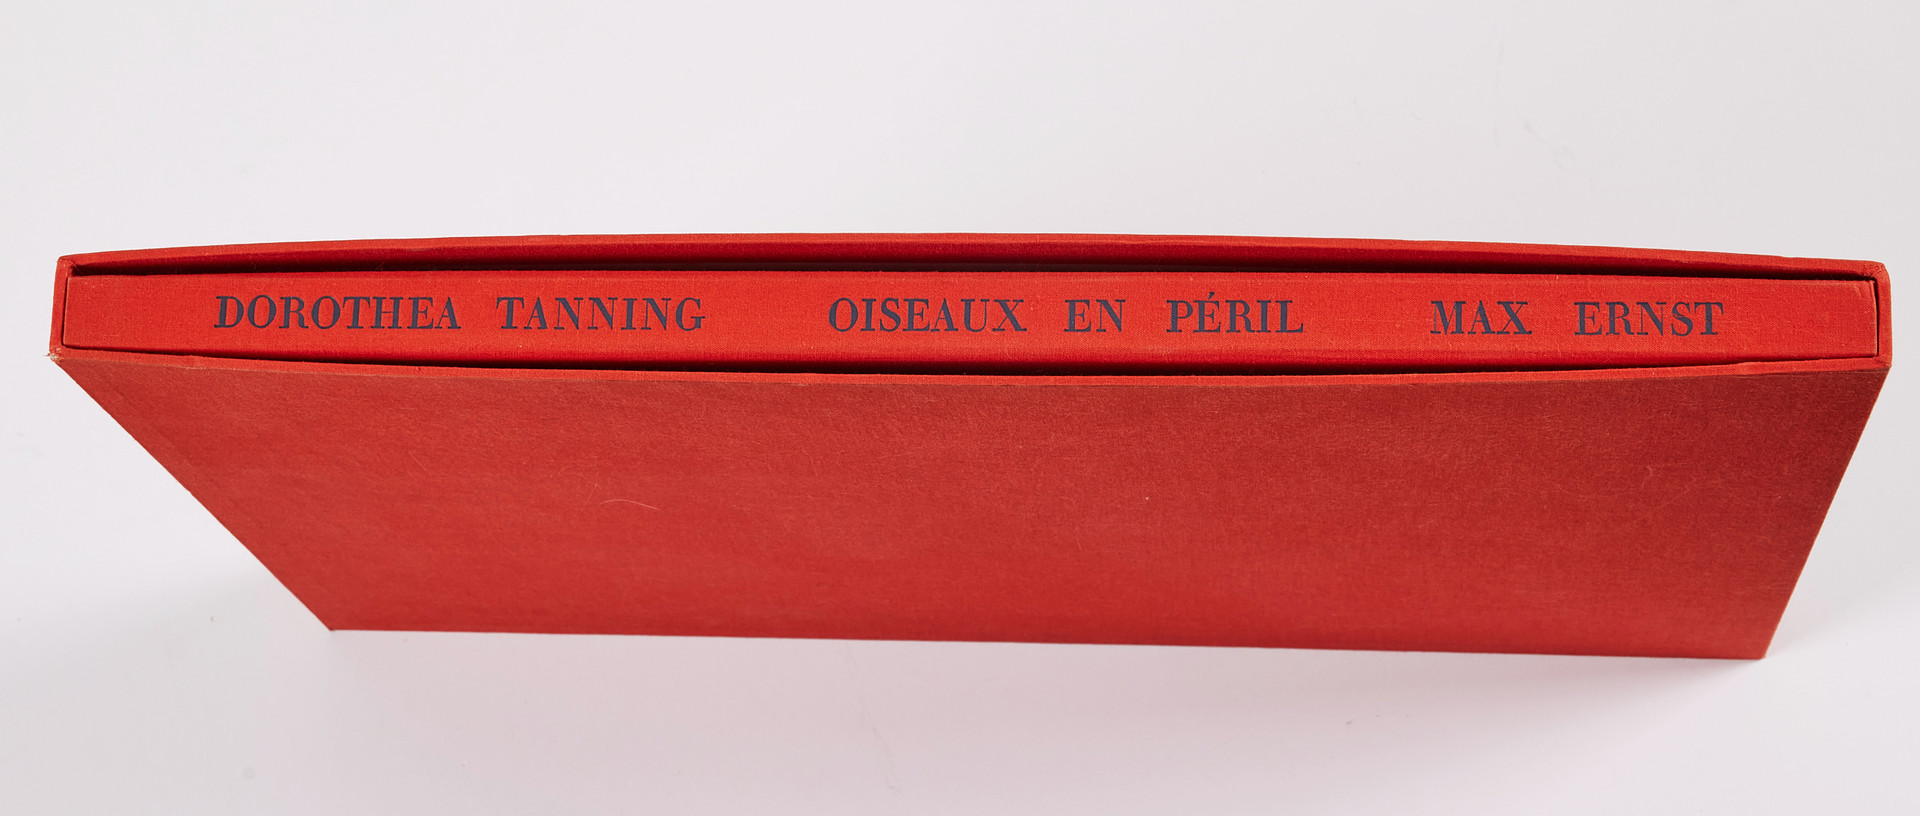 DOROTHEA TANNING OISEAUX EN PÉRIL MAX ERNST